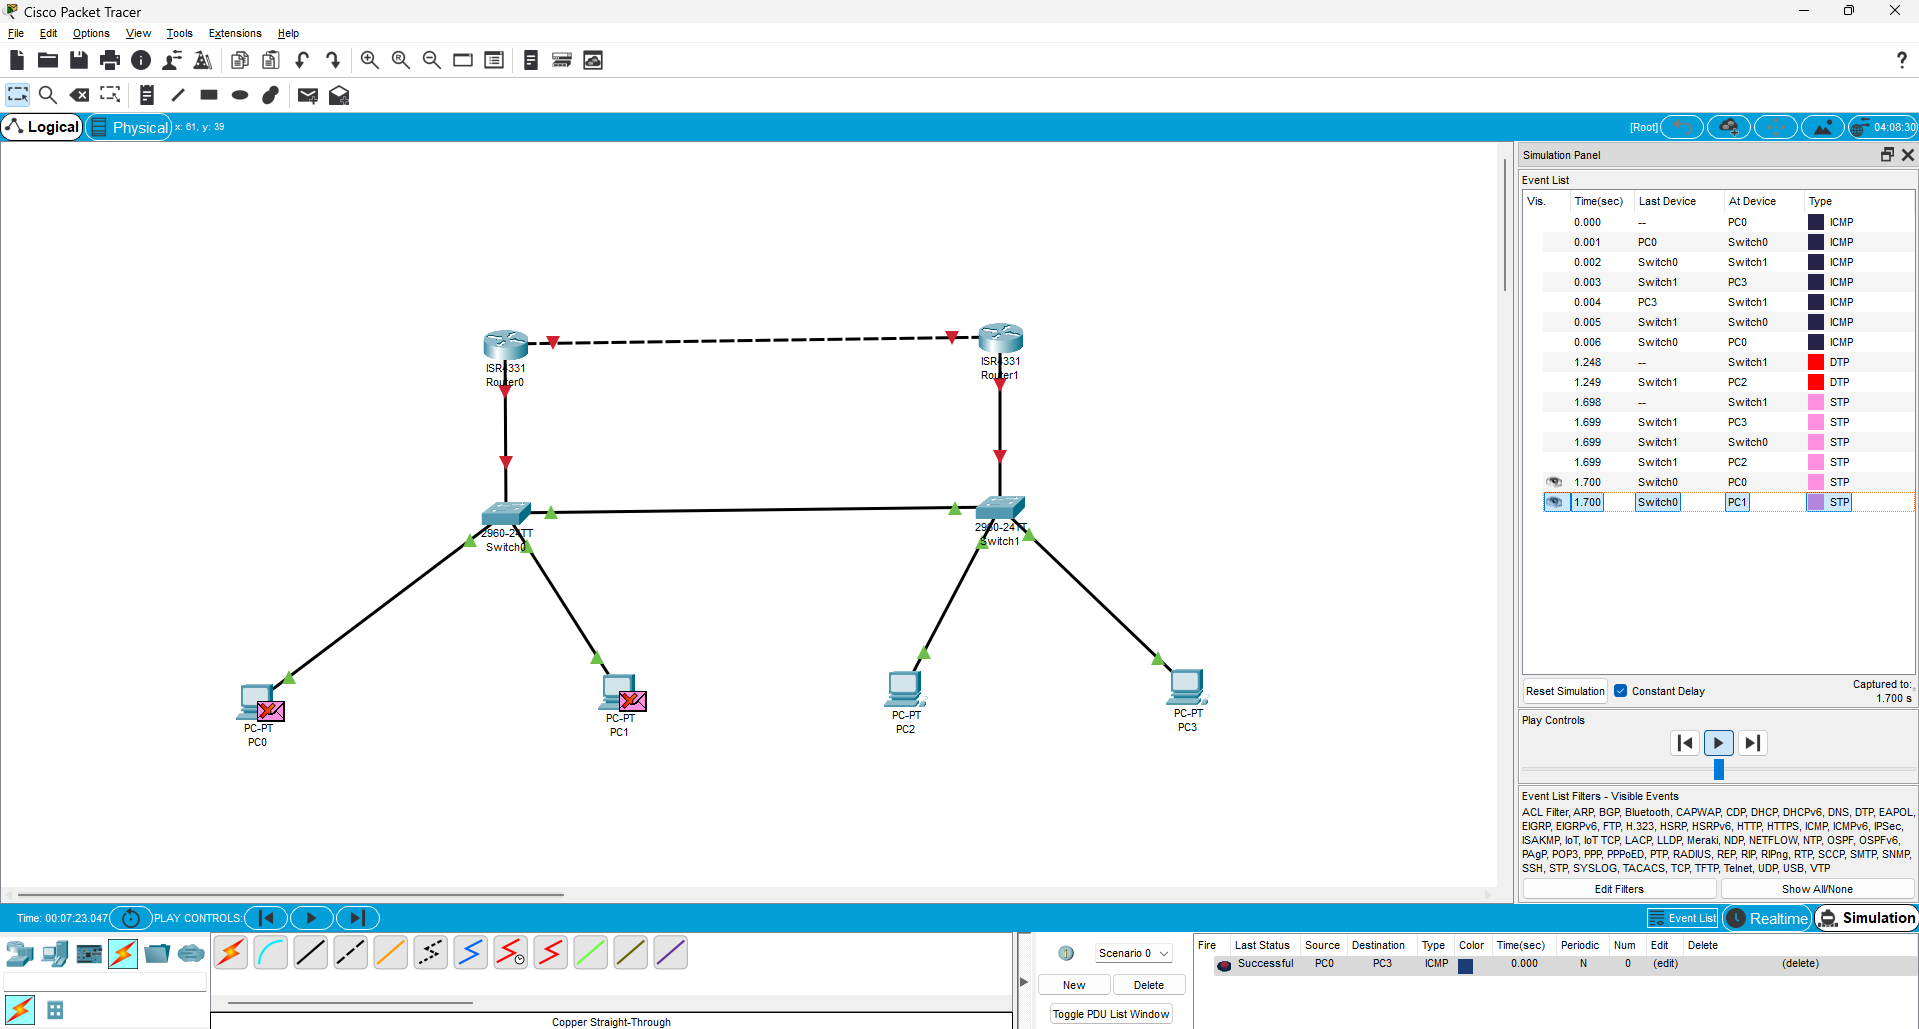 Cisco Packet Tracer
File Edit Options View Tools Extensions Help
Logical Physical x: 61, y: 39 [Root] 04:08:30
ISR4331
Router0
ISR4331
Router1
2960-24TT
Switch0
2960-24TT
Switch1
PC-PT
PC0
PC-PT
PC1
PC-PT
PC2
PC-PT
PC3
Simulation Panel
Event List
Vis. Time(sec) Last Device At Device Type
0.000 -- PC0 ICMP
0.001 PC0 Switch0 ICMP
0.002 Switch0 Switch1 ICMP
0.003 Switch1 PC3 ICMP
0.004 PC3 Switch1 ICMP
0.005 Switch1 Switch0 ICMP
0.006 Switch0 PC0 ICMP
1.248 -- Switch1 DTP
1.249 Switch1 PC2 DTP
1.698 -- Switch1 STP
1.699 Switch1 PC3 STP
1.699 Switch1 Switch0 STP
1.699 Switch1 PC2 STP
1.700 Switch0 PC0 STP
1.700 Switch0 PC1 STP
Reset Simulation Constant Delay Captured to:
1.700 s
Play Controls
Event List Filters - Visible Events
ACL Filter, ARP, BGP, Bluetooth, CAPWAP, CDP, DHCP, DHCPv6, DNS, DTP, EAPOL,
EIGRP, EIGRPv6, FTP, H.323, HSRP, HSRPv6, HTTP, HTTPS, ICMP, ICMPv6, IPSec,
ISAKMP, IoT, IoT TCP, LACP, LLDP, Meraki, NDP, NETFLOW, NTP, OSPF, OSPFv6,
PAgP, POP3, PPP, PPPoED, PTP, RADIUS, REP, RIP, RIPng, RTP, SCCP, SMTP, SNMP,
SSH, STP, SYSLOG, TACACS, TCP, TFTP, Telnet, UDP, USB, VTP
Edit Filters Show All/None
Time: 00:07:23.047 PLAY CONTROLS: Event List Realtime Simulation
Copper Straight-Through
Scenario 0
New Delete
Toggle PDU List Window
Fire Last Status Source Destination Type Color Time(sec) Periodic Num Edit Delete
Successful PC0 PC3 ICMP 0.000 N 0 (edit) (delete)